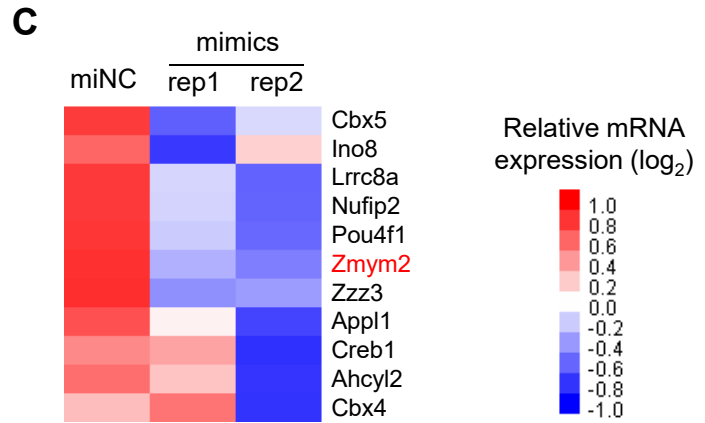 C
mimics
miNC rep1 rep2
Cbx5
Ino8
Lrrc8a
Nufip2
Pou4f1
Zmym2
Zzz3
Appl1
Creb1
Ahcyl2
Cbx4
Relative mRNA
expression (log₂)
1.0
0.8
0.6
0.4
0.2
0.0
-0.2
-0.4
-0.6
-0.8
-1.0